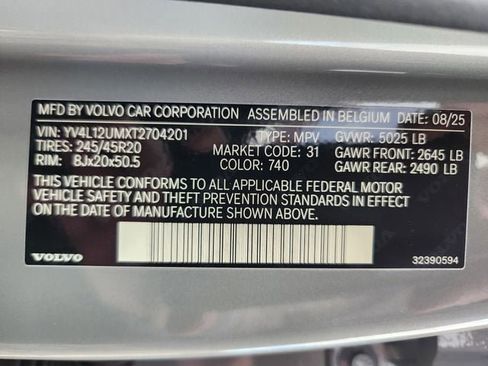 MFD BY VOLVO CAR CORPORATION ASSEMBLED IN BELGIUM DATE: 08/25
VIN: YV4L12UMXT2704201 TYPE: MPV GVWR: 5025 LB
TIRES: 245/45R20 MARKET CODE: 31 GAWR FRONT: 2645 LB
RIM: 8Jx20x50.5 COLOR: 740 GAWR REAR: 2490 LB
THIS VEHICLE CONFORMS TO ALL APPLICABLE FEDERAL MOTOR
VEHICLE SAFETY AND THEFT PREVENTION STANDARDS IN EFFECT
ON THE DATE OF MANUFACTURE SHOWN ABOVE.
VOLVO 32390594